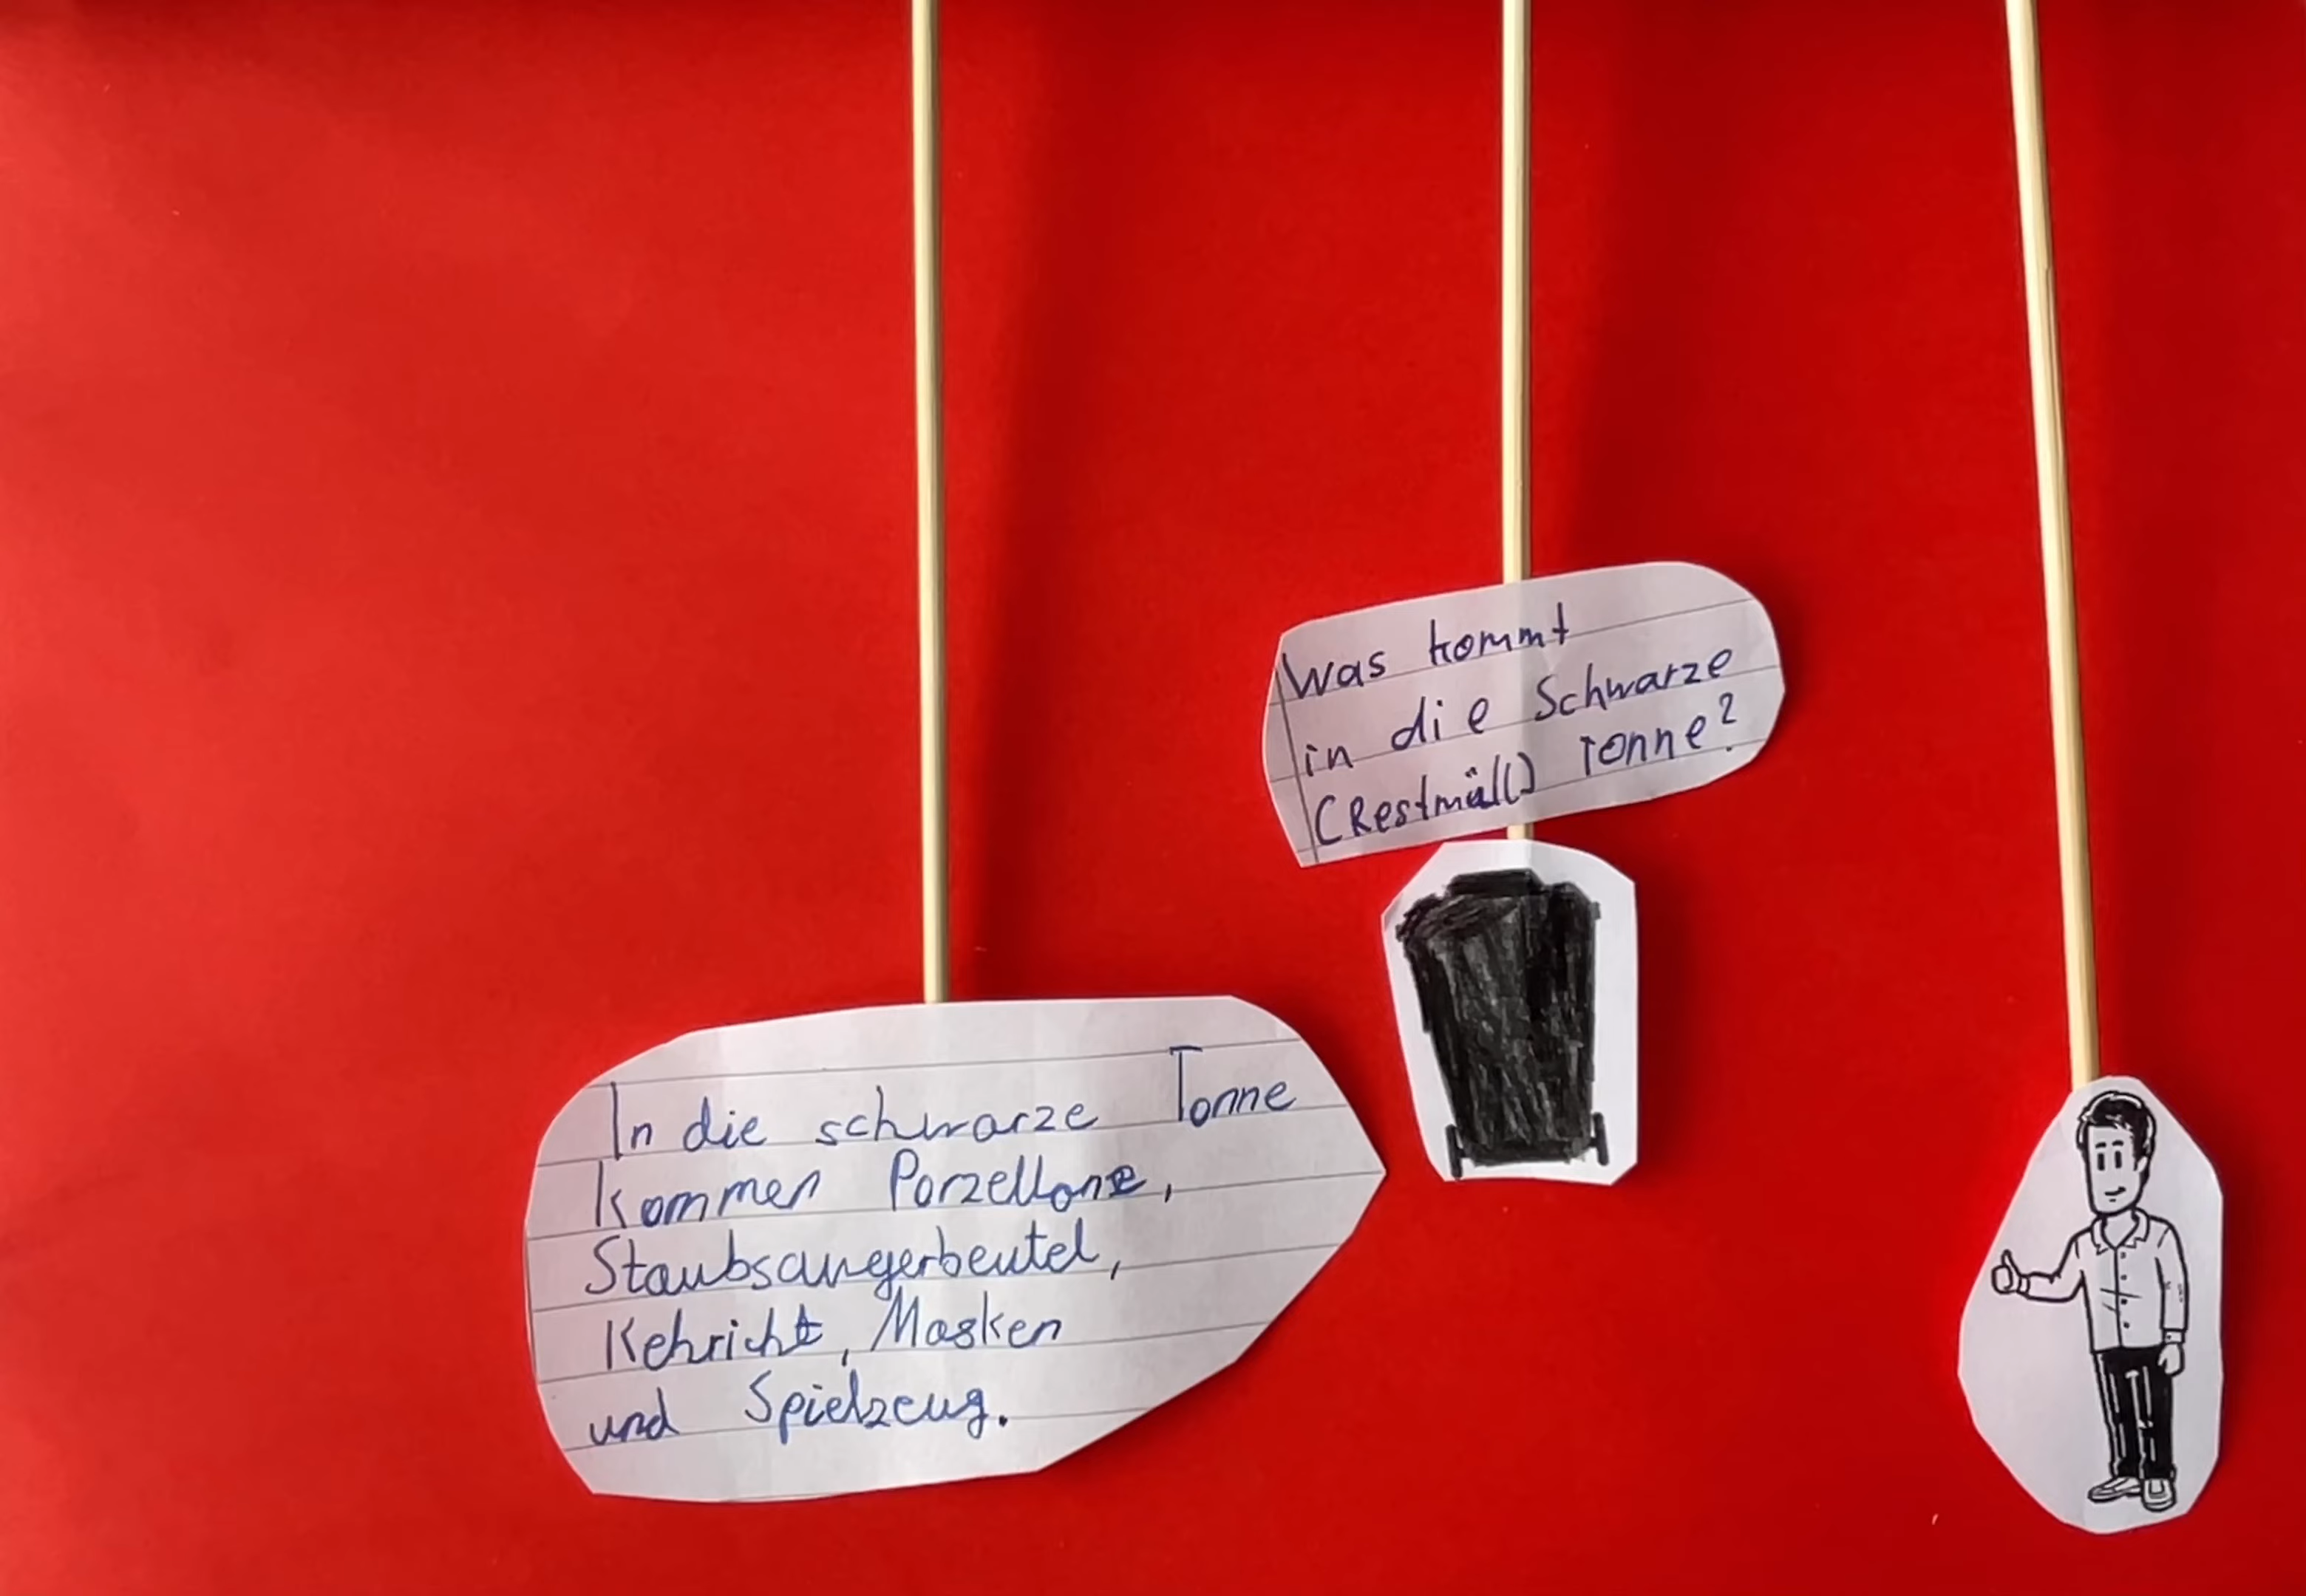 Was kommt
in die Schwarze
(Restmüll) Tonne?
In die schwarze Tonne
kommen Porzellane,
Staubsaugerbeutel,
Kehricht, Masken
und Spielzeug.